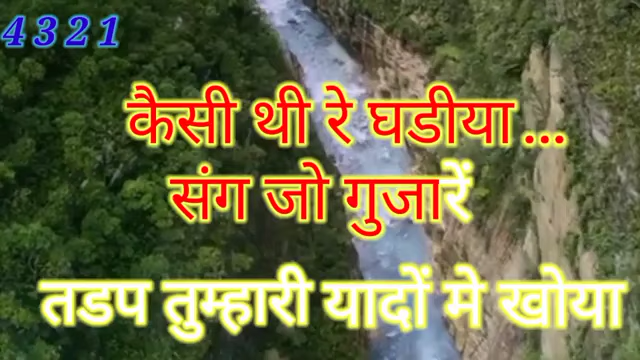 4 3 2 1
कैसी थी रे घडीया ...
संग जो गुजारें
तडप तुम्हारी यादों मे खोया